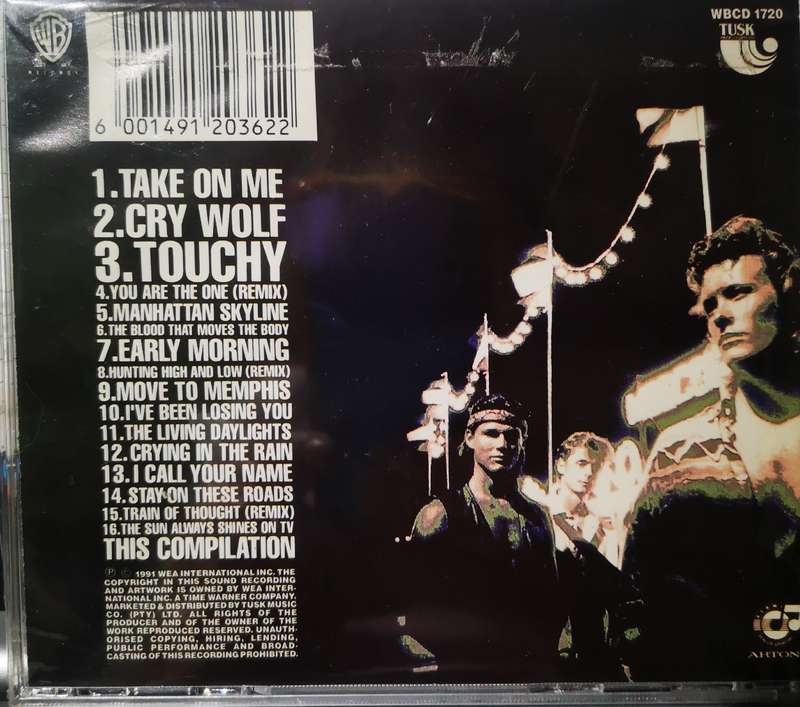 WB
RECORDS
WBCD 1720
TUSK
6 001491 203622
1.TAKE ON ME
2.CRY WOLF
3.TOUCHY
4.YOU ARE THE ONE (REMIX)
5.MANHATTAN SKYLINE
6.THE BLOOD THAT MOVES THE BODY
7.EARLY MORNING
8.HUNTING HIGH AND LOW (REMIX)
9.MOVE TO MEMPHIS
10.I'VE BEEN LOSING YOU
11.THE LIVING DAYLIGHTS
12.CRYING IN THE RAIN
13.I CALL YOUR NAME
14.STAY ON THESE ROADS
15.TRAIN OF THOUGHT (REMIX)
16.THE SUN ALWAYS SHINES ON TV
THIS COMPILATION
Ⓟ © 1991 WEA INTERNATIONAL INC. THE
COPYRIGHT IN THIS SOUND RECORDING
AND ARTWORK IS OWNED BY WEA INTER-
NATIONAL INC. A TIME WARNER COMPANY.
MARKETED & DISTRIBUTED BY TUSK MUSIC
CO. (PTY) LTD. ALL RIGHTS OF THE
PRODUCER AND OF THE OWNER OF THE
WORK REPRODUCED RESERVED. UNAUTH-
ORISED COPYING, HIRING, LENDING,
PUBLIC PERFORMANCE AND BROAD-
CASTING OF THIS RECORDING PROHIBITED.